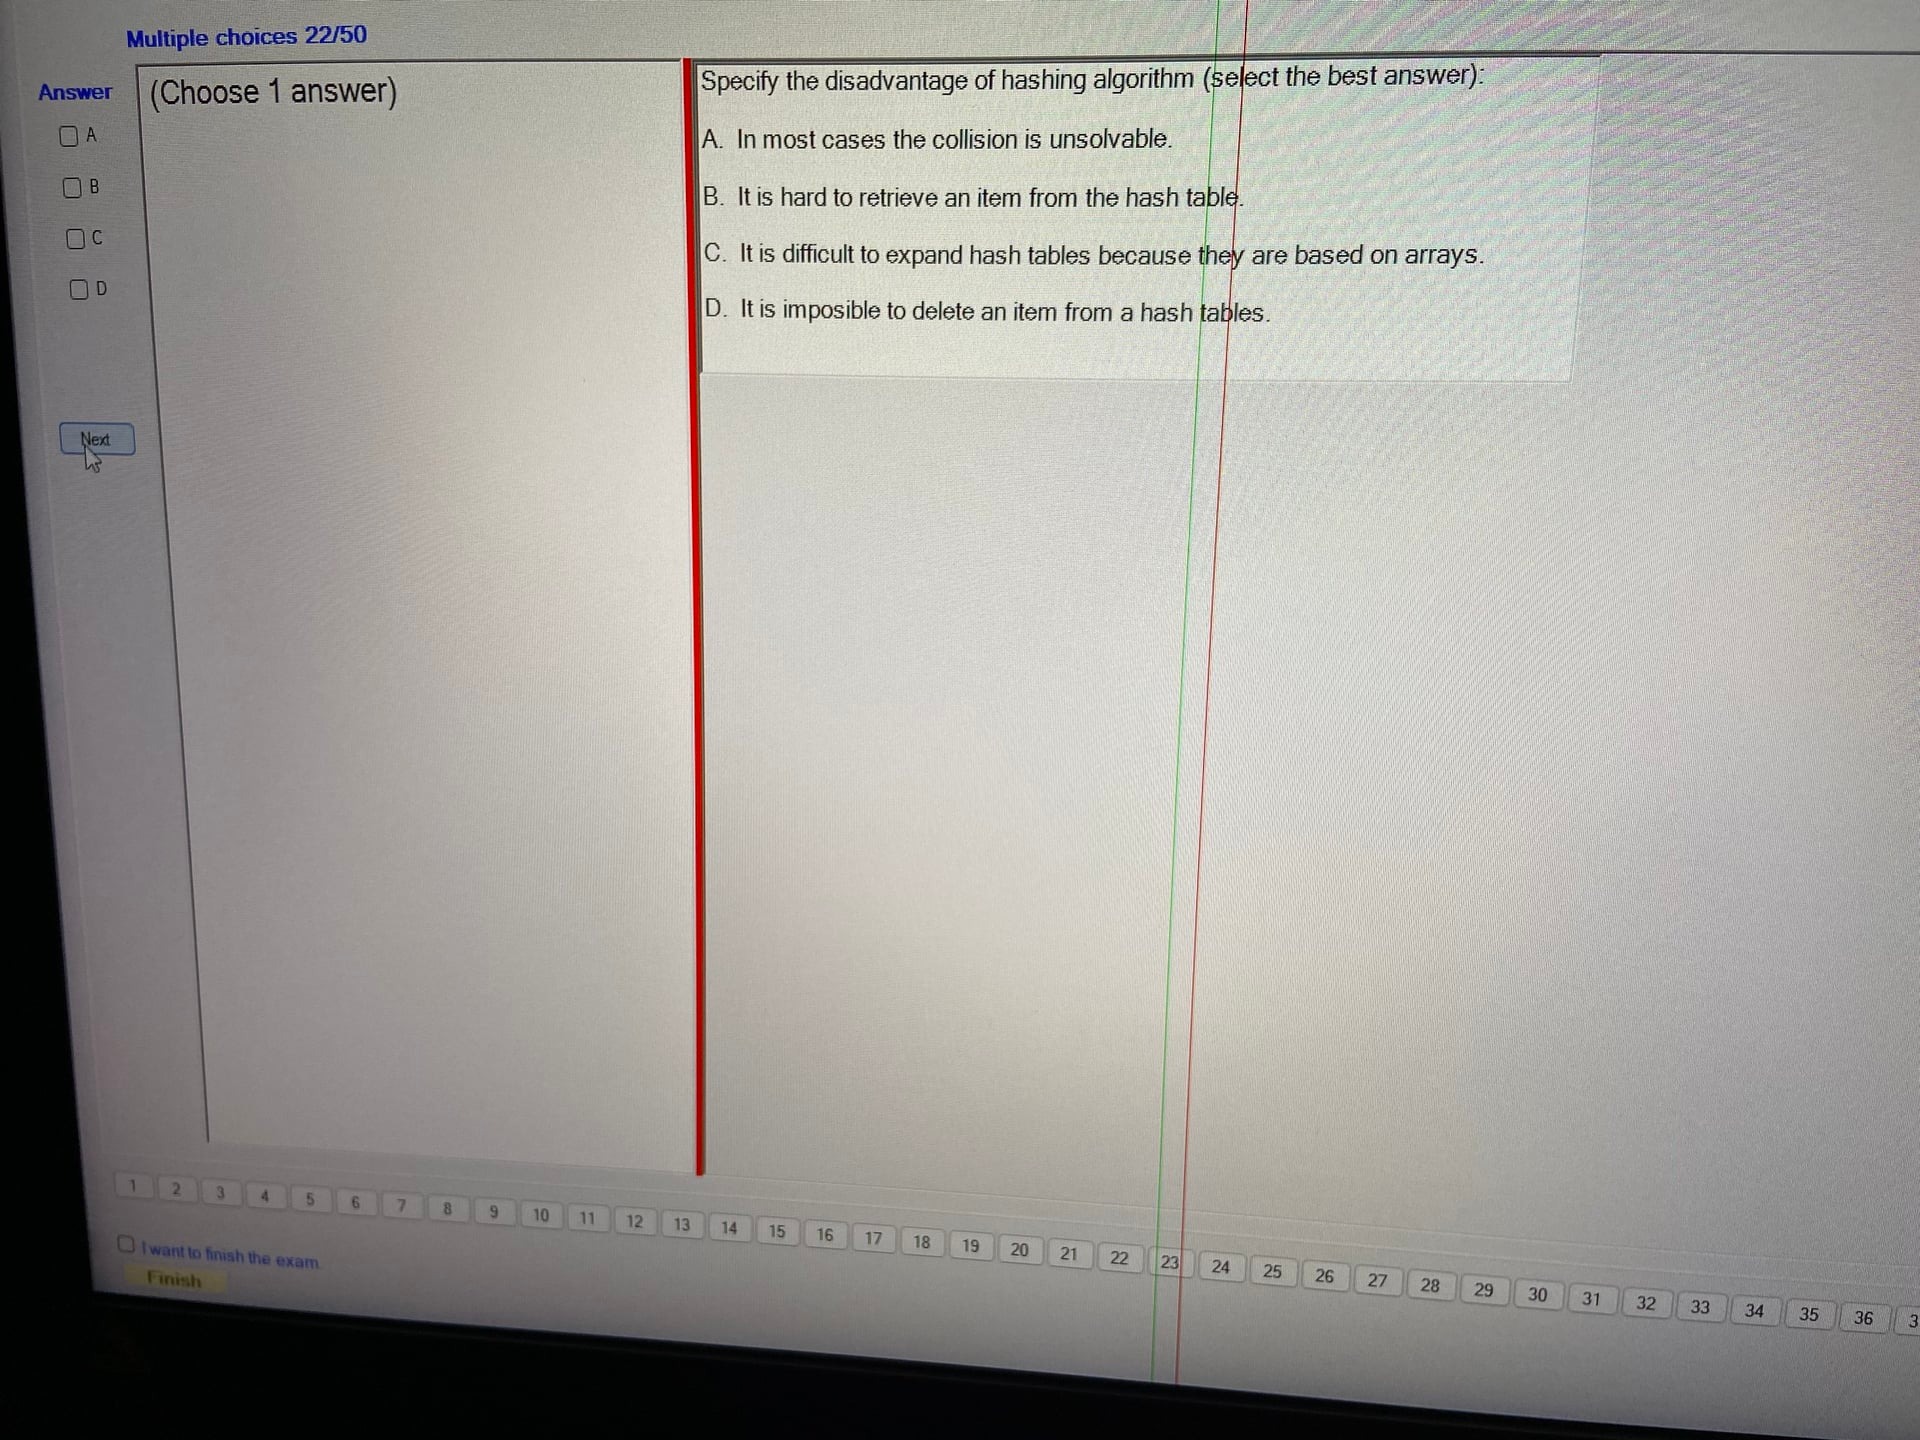 Multiple choices 22/50
Answer
A
B
C
D
Next
(Choose 1 answer)
Specify the disadvantage of hashing algorithm (select the best answer):
A. In most cases the collision is unsolvable.
B. It is hard to retrieve an item from the hash table.
C. It is difficult to expand hash tables because they are based on arrays.
D. It is imposible to delete an item from a hash tables.
1 2 3 4 5 6 7 8 9 10 11 12 13 14 15 16 17 18 19 20 21 22 23 24 25 26 27 28 29 30 31 32 33 34 35 36
I want to finish the exam
Finish